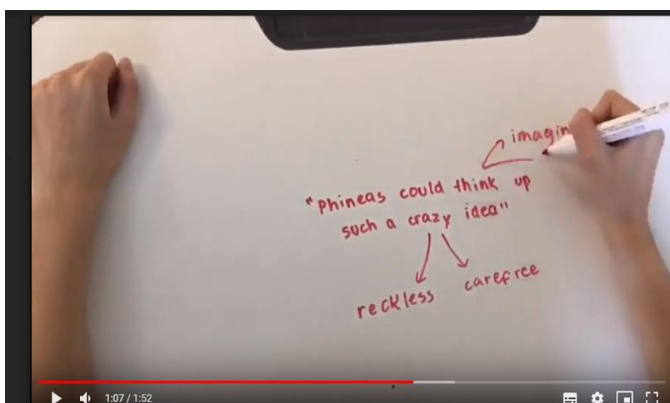 imagin
"Phineas could think up
such a crazy idea"
reckless carefree
1:07 / 1:52